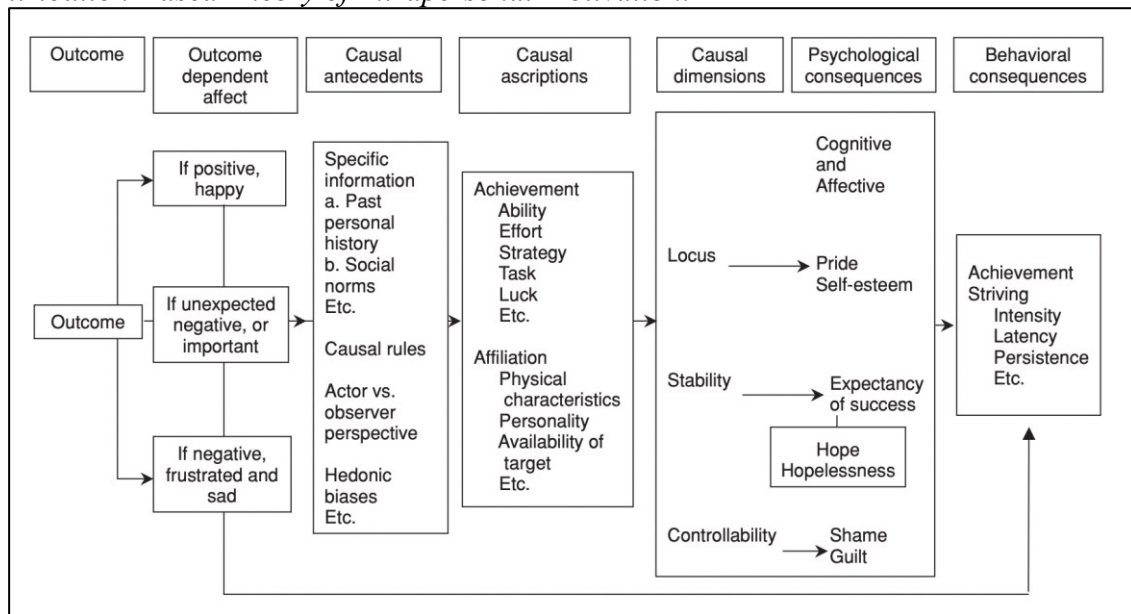 Theory of Intrapersonal Motivation.
Outcome
Outcome
dependent
affect
Causal
antecedents
Causal
ascriptions
Causal
dimensions
Psychological
consequences
Behavioral
consequences
Outcome
If positive,
happy
If unexpected
negative, or
important
If negative,
frustrated and
sad
Specific
information
a. Past
personal
history
b. Social
norms
Etc.
Causal rules
Actor vs.
observer
perspective
Hedonic
biases
Etc.
Achievement
Ability
Effort
Strategy
Task
Luck
Etc.
Affiliation
Physical
characteristics
Personality
Availability of
target
Etc.
Cognitive
and
Affective
Locus
Pride
Self-esteem
Stability
Expectancy
of success
Hope
Hopelessness
Controllability
Shame
Guilt
Achievement
Striving
Intensity
Latency
Persistence
Etc.